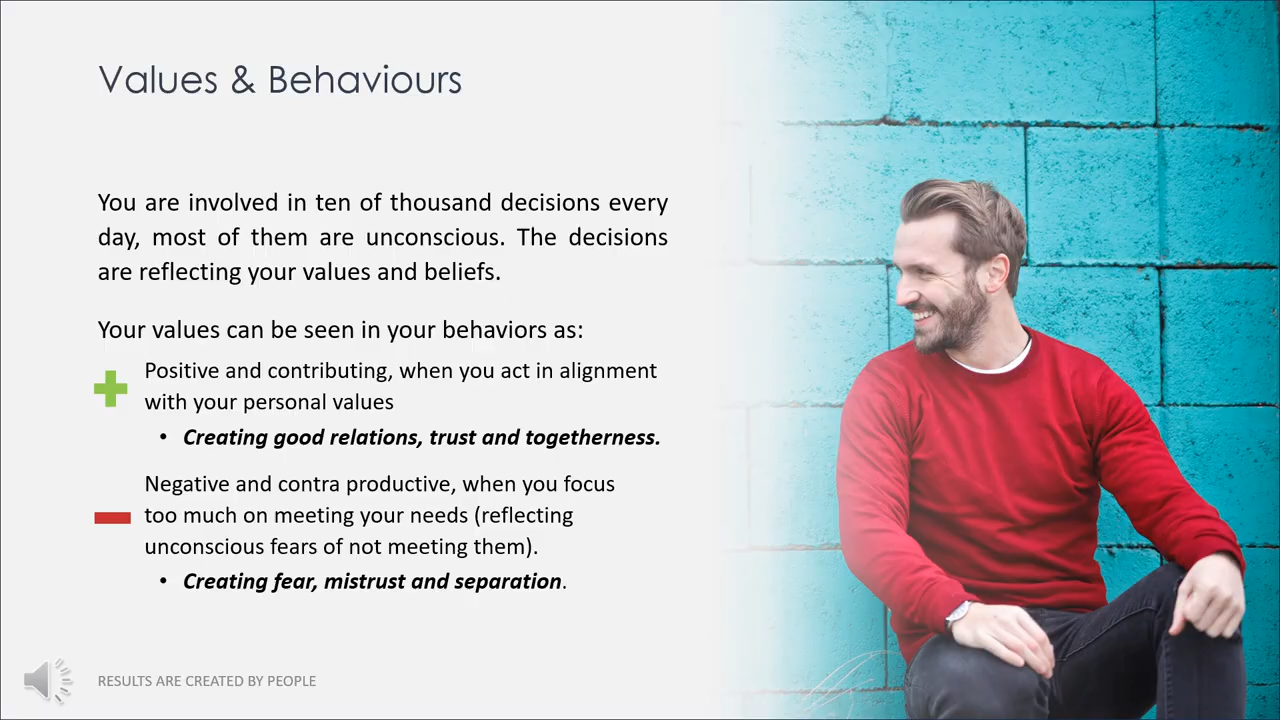 Values & Behaviours
You are involved in ten of thousand decisions every
day, most of them are unconscious. The decisions
are reflecting your values and beliefs.
Your values can be seen in your behaviors as:
Positive and contributing, when you act in alignment
with your personal values
• Creating good relations, trust and togetherness.
Negative and contra productive, when you focus
too much on meeting your needs (reflecting
unconscious fears of not meeting them).
• Creating fear, mistrust and separation.
RESULTS ARE CREATED BY PEOPLE